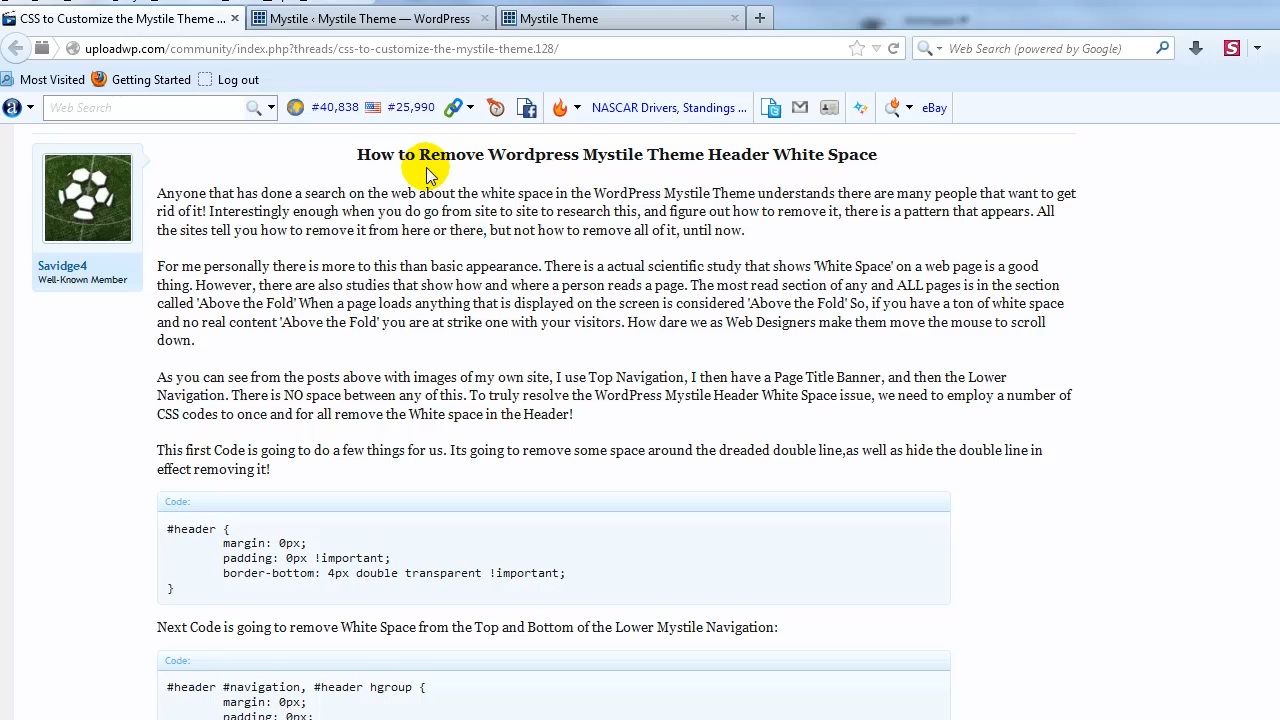 CSS to Customize the Mystile Theme ... ×
Mystile ‹ Mystile Theme — WordPress ×
Mystile Theme ×
uploadwp.com/community/index.php?threads/css-to-customize-the-mystile-theme.128/
Web Search (powered by Google)
S
Most Visited Getting Started Log out
a Web Search #40,838 #25,990 NASCAR Drivers, Standings ... eBay
How to Remove Wordpress Mystile Theme Header White Space
Anyone that has done a search on the web about the white space in the WordPress Mystile Theme understands there are many people that want to get
rid of it! Interestingly enough when you do go from site to site to research this, and figure out how to remove it, there is a pattern that appears. All
the sites tell you how to remove it from here or there, but not how to remove all of it, until now.
Savidge4
Well-Known Member
For me personally there is more to this than basic appearance. There is a actual scientific study that shows 'White Space' on a web page is a good
thing. However, there are also studies that show how and where a person reads a page. The most read section of any and ALL pages is in the section
called 'Above the Fold' When a page loads anything that is displayed on the screen is considered 'Above the Fold' So, if you have a ton of white space
and no real content 'Above the Fold' you are at strike one with your visitors. How dare we as Web Designers make them move the mouse to scroll
down.
As you can see from the posts above with images of my own site, I use Top Navigation, I then have a Page Title Banner, and then the Lower
Navigation. There is NO space between any of this. To truly resolve the WordPress Mystile Header White Space issue, we need to employ a number of
CSS codes to once and for all remove the White space in the Header!
This first Code is going to do a few things for us. Its going to remove some space around the dreaded double line,as well as hide the double line in
effect removing it!
Code:
#header {
margin: 0px;
padding: 0px !important;
border-bottom: 4px double transparent !important;
}
Next Code is going to remove White Space from the Top and Bottom of the Lower Mystile Navigation:
Code:
#header #navigation, #header hgroup {
margin: 0px;
padding: 0px;